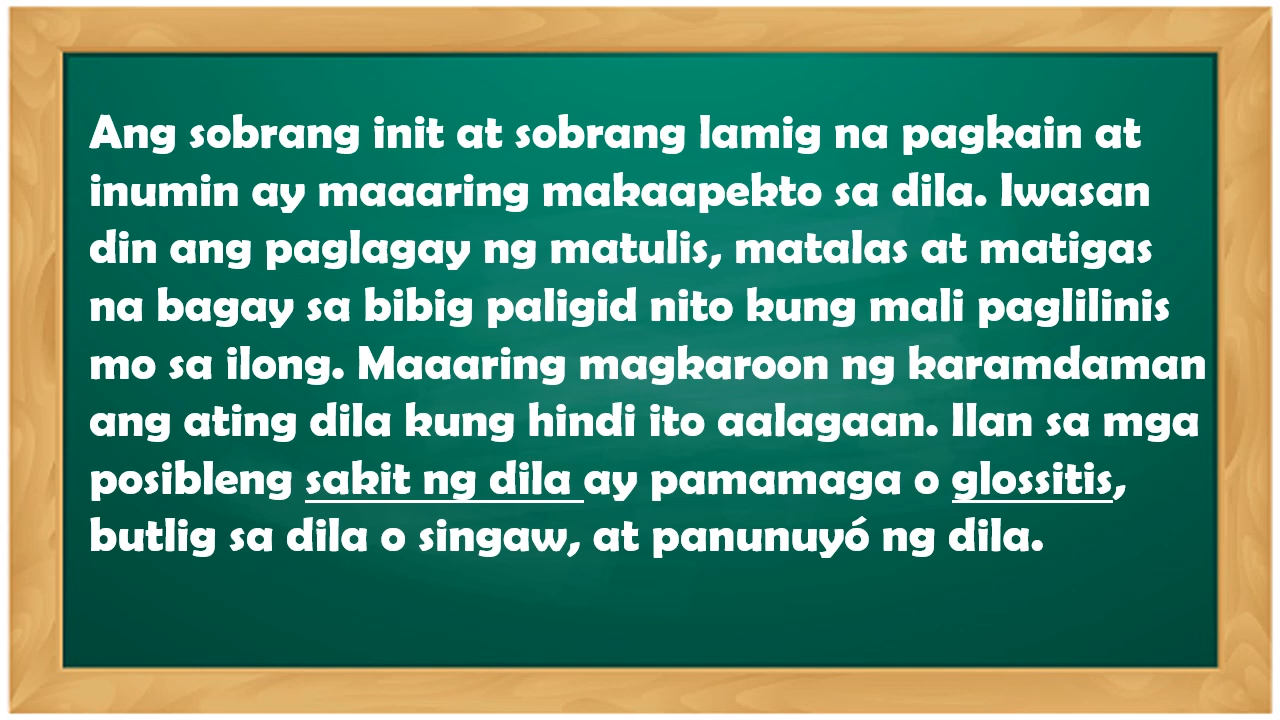 Ang sobrang init at sobrang lamig na pagkain at
inumin ay maaaring makaapekto sa dila. Iwasan
din ang paglagay ng matulis, matalas at matigas
na bagay sa bibig paligid nito kung mali paglilinis
mo sa ilong. Maaaring magkaroon ng karamdaman
ang ating dila kung hindi ito aalagaan. Ilan sa mga
posibleng sakit ng dila ay pamamaga o glossitis,
butlig sa dila o singaw, at panunuyó ng dila.